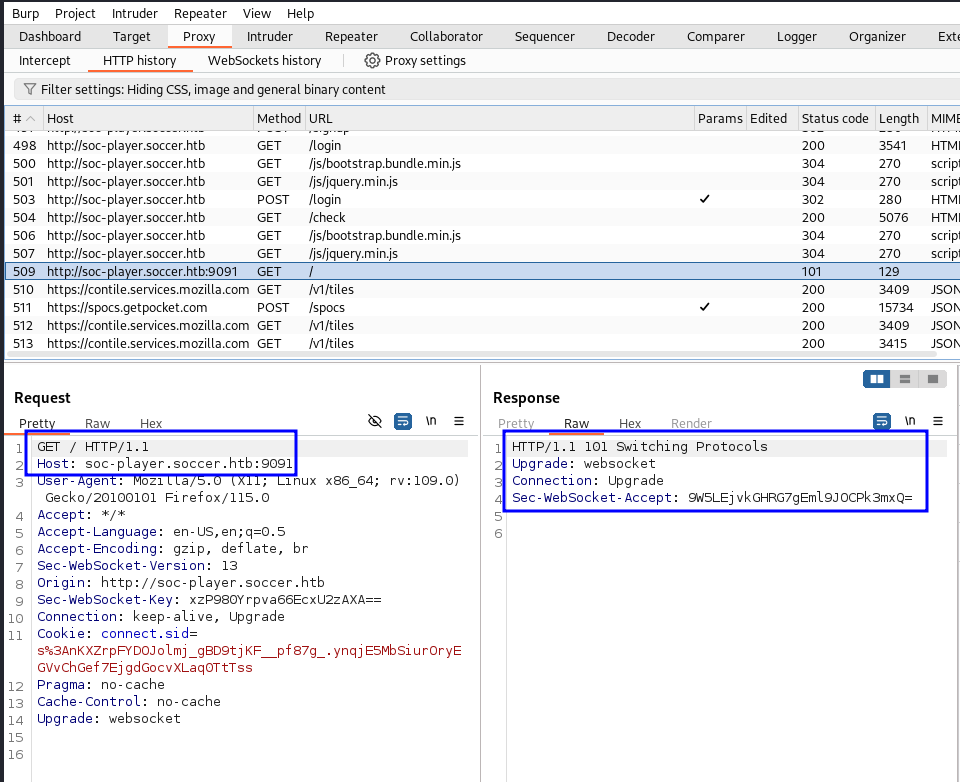 Burp Project Intruder Repeater View Help
Dashboard Target Proxy Intruder Repeater Collaborator Sequencer Decoder Comparer Logger Organizer Exte
Intercept HTTP history WebSockets history Proxy settings
Filter settings: Hiding CSS, image and general binary content
# Host Method URL Params Edited Status code Length MIME
498 http://soc-player.soccer.htb GET /login 200 3541 HTML
500 http://soc-player.soccer.htb GET /js/bootstrap.bundle.min.js 304 270 script
501 http://soc-player.soccer.htb GET /js/jquery.min.js 304 270 script
503 http://soc-player.soccer.htb POST /login ✓ 302 280 HTML
504 http://soc-player.soccer.htb GET /check 200 5076 HTML
506 http://soc-player.soccer.htb GET /js/bootstrap.bundle.min.js 304 270 script
507 http://soc-player.soccer.htb GET /js/jquery.min.js 304 270 script
509 http://soc-player.soccer.htb:9091 GET / 101 129
510 https://contile.services.mozilla.com GET /v1/tiles 200 3409 JSON
511 https://spocs.getpocket.com POST /spocs ✓ 200 15734 JSON
512 https://contile.services.mozilla.com GET /v1/tiles 200 3409 JSON
513 https://contile.services.mozilla.com GET /v1/tiles 200 3415 JSON
Request
Pretty Raw Hex \n
1 GET / HTTP/1.1
2 Host: soc-player.soccer.htb:9091
3 User-Agent: Mozilla/5.0 (X11; Linux x86_64; rv:109.0)
Gecko/20100101 Firefox/115.0
4 Accept: */*
5 Accept-Language: en-US,en;q=0.5
6 Accept-Encoding: gzip, deflate, br
7 Sec-WebSocket-Version: 13
8 Origin: http://soc-player.soccer.htb
9 Sec-WebSocket-Key: xzP980Yrpva66EcxU2zAXA==
10 Connection: keep-alive, Upgrade
11 Cookie: connect.sid=
s%3AnKXZrpFYDOJolmj_gBD9tjKF__pf87g_.ynqjE5MbSiurOryE
GVvChGef7EjgdGocvXLaq0TtTss
12 Pragma: no-cache
13 Cache-Control: no-cache
14 Upgrade: websocket
15
16
Response
Pretty Raw Hex Render \n
1 HTTP/1.1 101 Switching Protocols
2 Upgrade: websocket
3 Connection: Upgrade
4 Sec-WebSocket-Accept: 9W5LEjvkGHRG7gEml9JOCPk3mxQ=
5
6